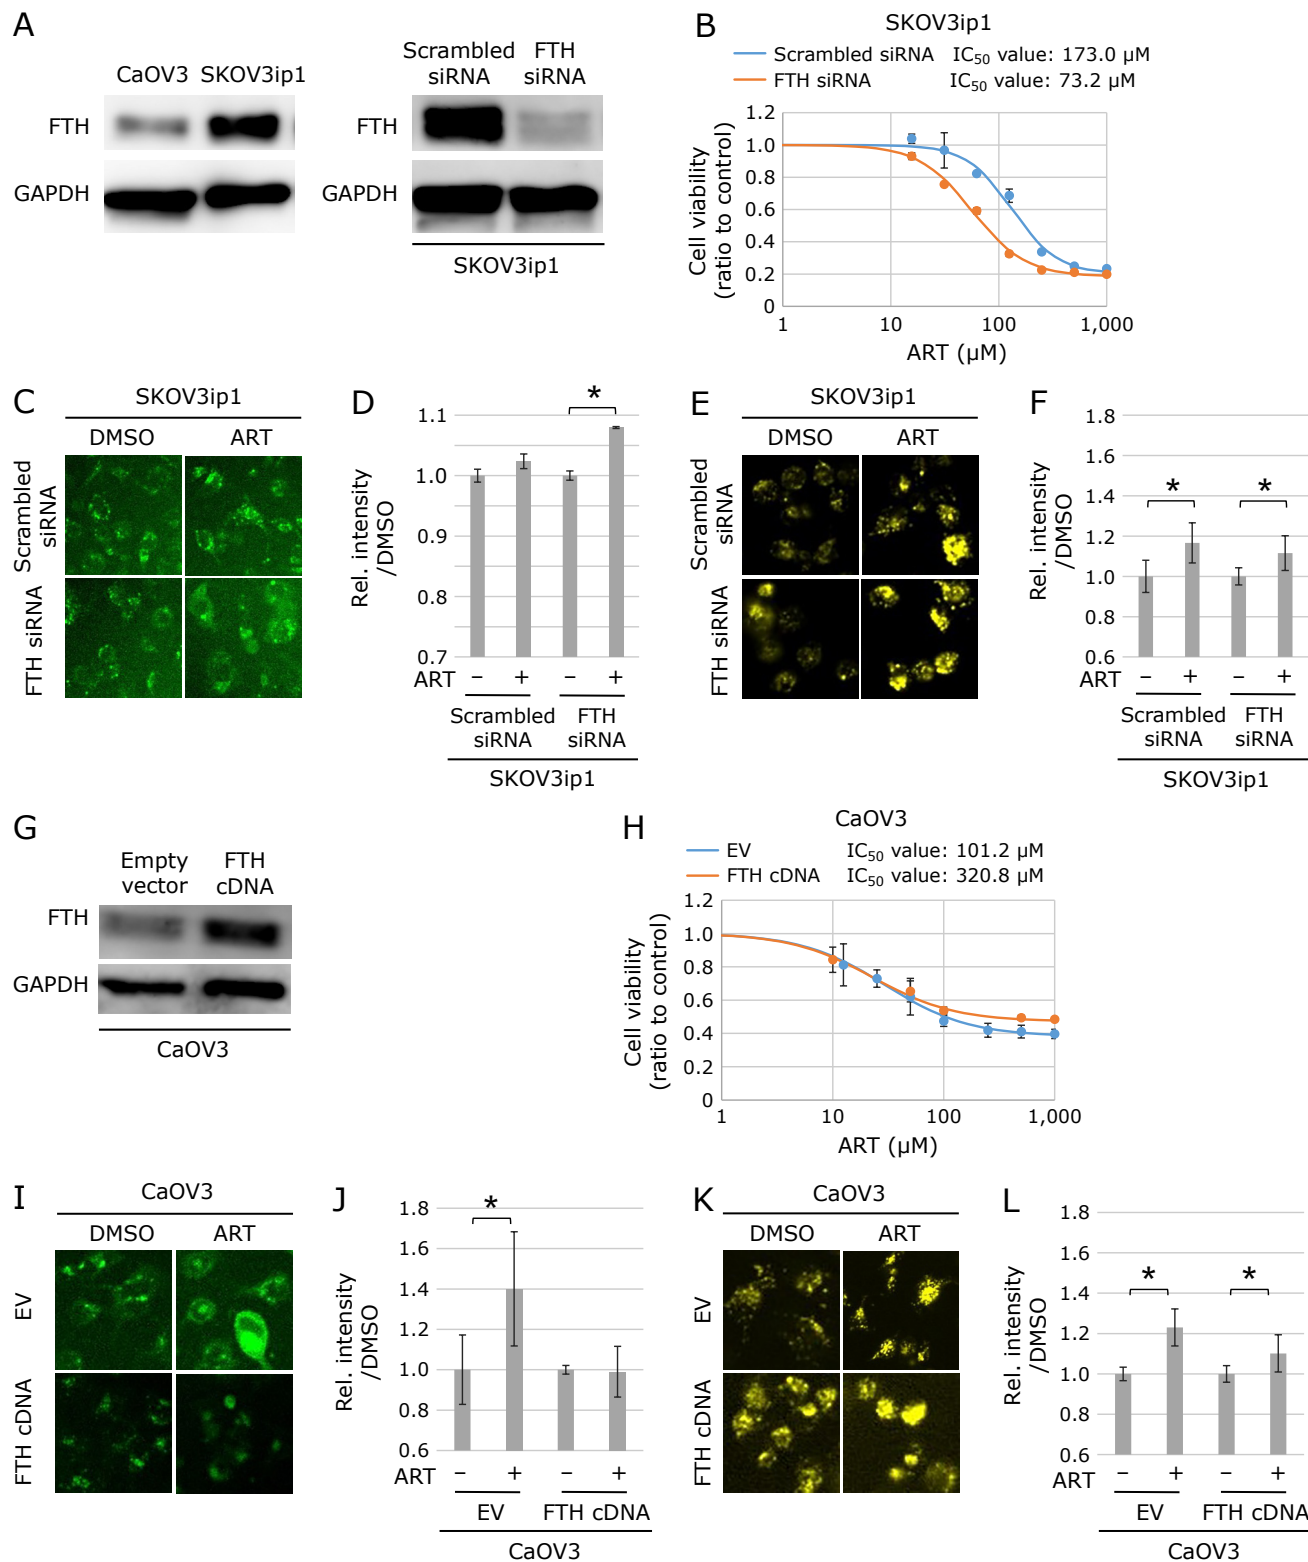 A
CaOV3 SKOV3ip1
FTH
GAPDH
Scrambled
siRNA
FTH
siRNA
FTH
GAPDH
SKOV3ip1
B
SKOV3ip1
Scrambled siRNA IC50 value: 173.0 µM
FTH siRNA IC50 value: 73.2 µM
Cell viability
(ratio to control)
1.2
1.0
0.8
0.6
0.4
0.2
0
1 10 100 1,000
ART (µM)
C
SKOV3ip1
DMSO ART
Scrambled
siRNA
FTH siRNA
D
Rel. intensity
/DMSO
1.1
1.0
0.9
0.8
0.7
*
ART − + − +
Scrambled
siRNA
FTH
siRNA
SKOV3ip1
E
SKOV3ip1
DMSO ART
Scrambled
siRNA
FTH siRNA
F
Rel. intensity
/DMSO
1.8
1.6
1.4
1.2
1.0
0.8
0.6
* *
ART − + − +
Scrambled
siRNA
FTH
siRNA
SKOV3ip1
G
Empty
vector
FTH
cDNA
FTH
GAPDH
CaOV3
H
CaOV3
EV IC50 value: 101.2 µM
FTH cDNA IC50 value: 320.8 µM
Cell viability
(ratio to control)
1.2
1.0
0.8
0.6
0.4
0.2
0
1 10 100 1,000
ART (µM)
I
CaOV3
DMSO ART
EV
FTH cDNA
J
Rel. intensity
/DMSO
1.8
1.6
1.4
1.2
1.0
0.8
0.6
*
ART − + − +
EV FTH cDNA
CaOV3
K
CaOV3
DMSO ART
EV
FTH cDNA
L
Rel. intensity
/DMSO
1.8
1.6
1.4
1.2
1.0
0.8
0.6
* *
ART − + − +
EV FTH cDNA
CaOV3